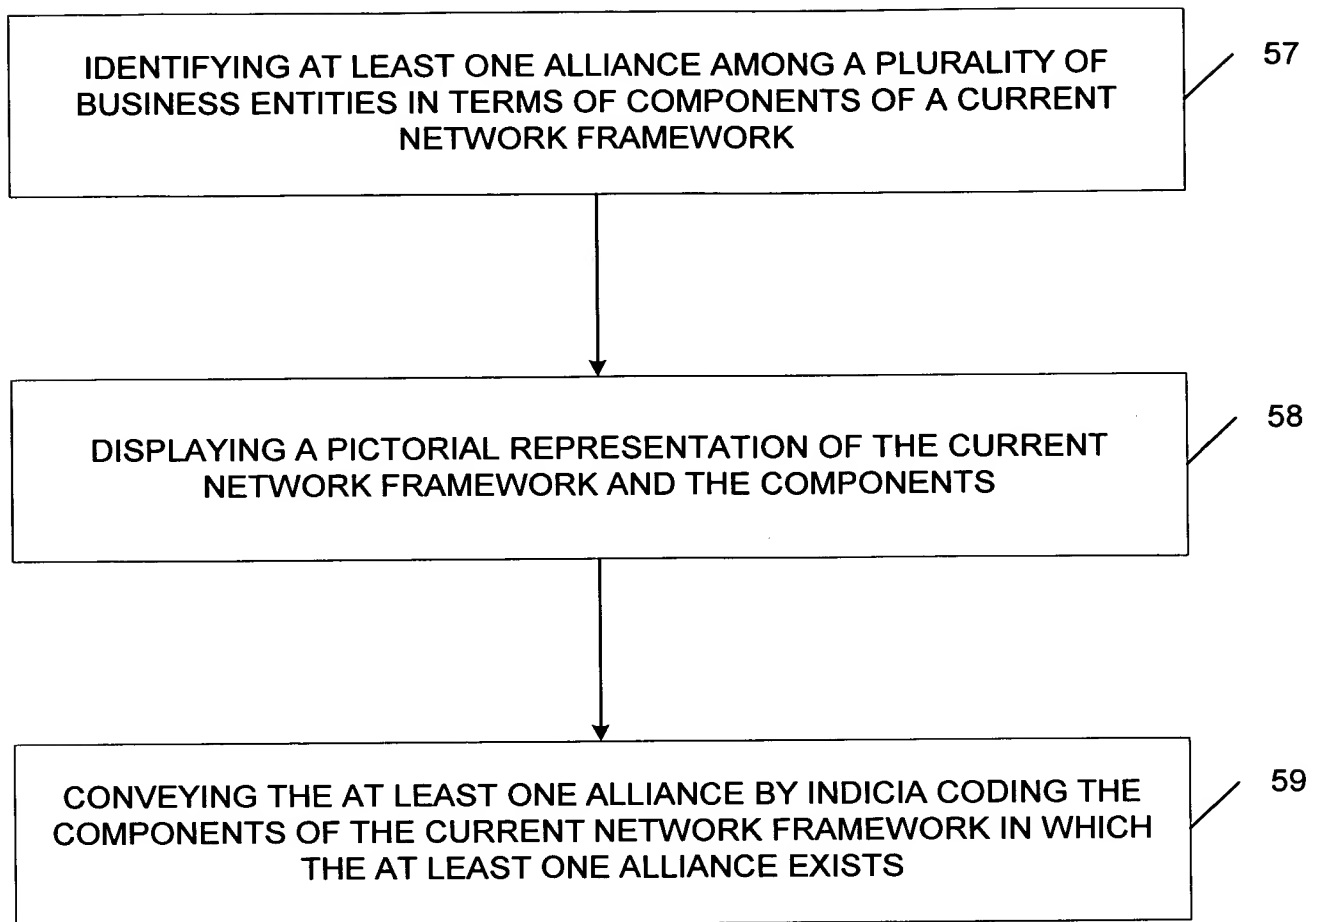 IDENTIFYING AT LEAST ONE ALLIANCE AMONG A PLURALITY OF
BUSINESS ENTITIES IN TERMS OF COMPONENTS OF A CURRENT
NETWORK FRAMEWORK
57
DISPLAYING A PICTORIAL REPRESENTATION OF THE CURRENT
NETWORK FRAMEWORK AND THE COMPONENTS
58
CONVEYING THE AT LEAST ONE ALLIANCE BY INDICIA CODING THE
COMPONENTS OF THE CURRENT NETWORK FRAMEWORK IN WHICH
THE AT LEAST ONE ALLIANCE EXISTS
59